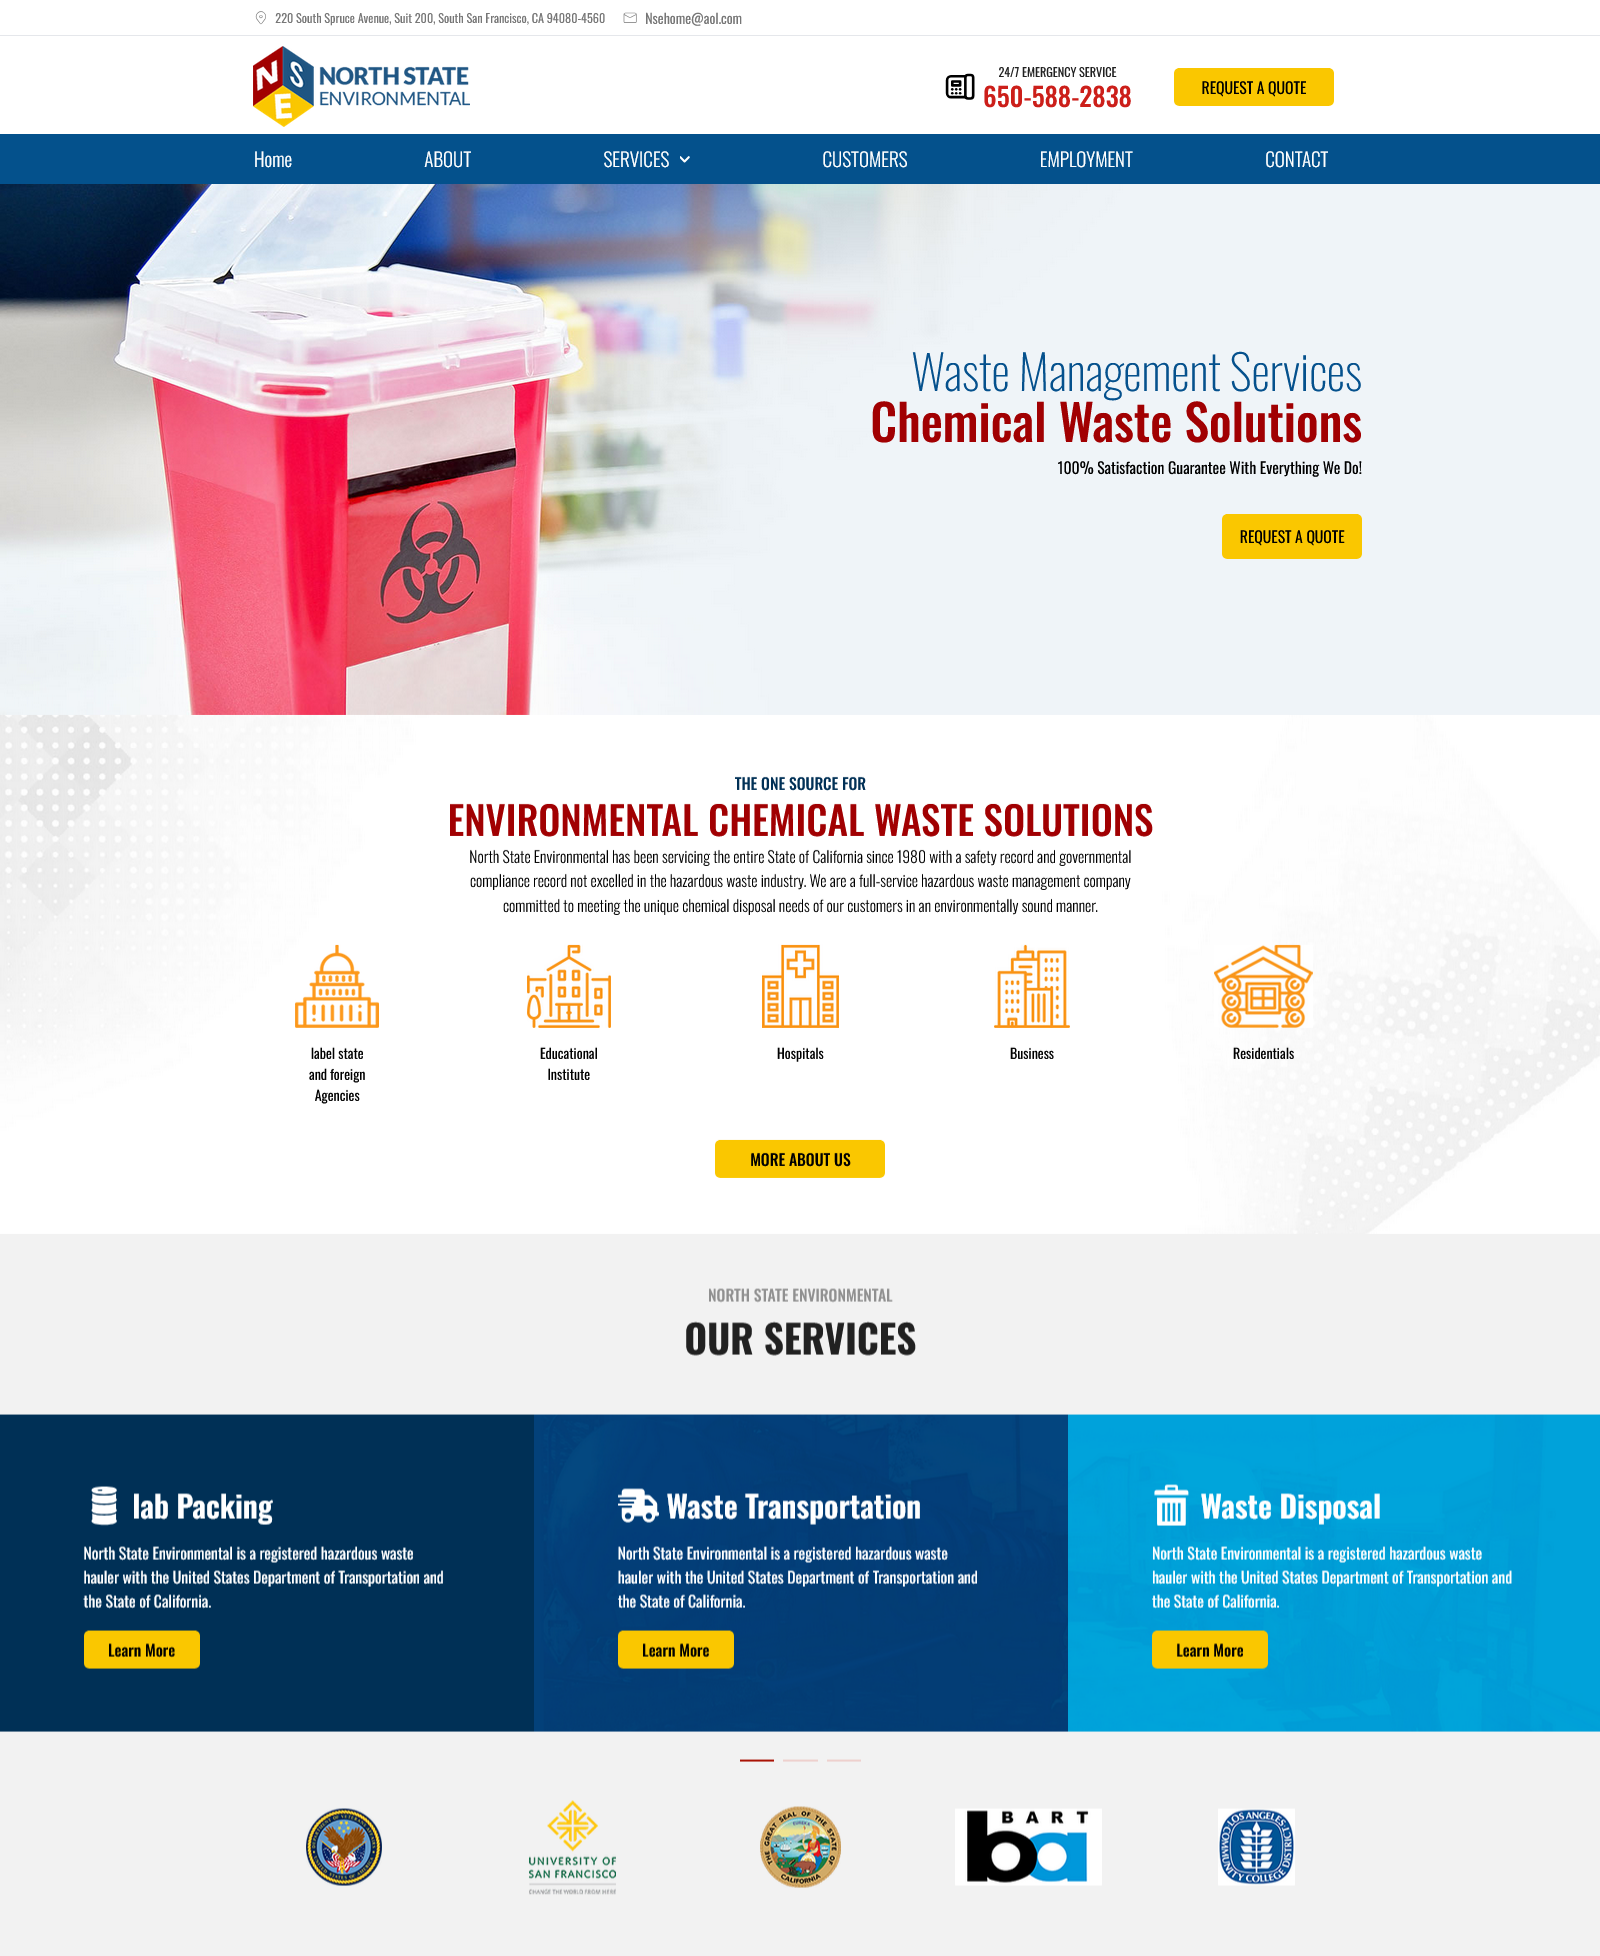 220 South Spruce Avenue, Suit 200, South San Francisco, CA 94080-4560
Nsehome@aol.com
NSE
NORTH STATE
ENVIRONMENTAL
24/7 EMERGENCY SERVICE
650-588-2838
REQUEST A QUOTE
Home
ABOUT
SERVICES
CUSTOMERS
EMPLOYMENT
CONTACT
Waste Management Services
Chemical Waste Solutions
100% Satisfaction Guarantee With Everything We Do!
REQUEST A QUOTE
THE ONE SOURCE FOR
ENVIRONMENTAL CHEMICAL WASTE SOLUTIONS
North State Environmental has been servicing the entire State of California since 1980 with a safety record and governmental
compliance record not excelled in the hazardous waste industry. We are a full-service hazardous waste management company
committed to meeting the unique chemical disposal needs of our customers in an environmentally sound manner.
label state
and foreign
Agencies
Educational
Institute
Hospitals
Business
Residentials
MORE ABOUT US
NORTH STATE ENVIRONMENTAL
OUR SERVICES
lab Packing
North State Environmental is a registered hazardous waste
hauler with the United States Department of Transportation and
the State of California.
Learn More
Waste Transportation
North State Environmental is a registered hazardous waste
hauler with the United States Department of Transportation and
the State of California.
Learn More
Waste Disposal
North State Environmental is a registered hazardous waste
hauler with the United States Department of Transportation and
the State of California.
Learn More
UNIVERSITY OF
SAN FRANCISCO
CHANGE THE WORLD FROM HERE
THE GREAT SEAL OF THE STATE OF CALIFORNIA
EUREKA
BART
ba
LOS ANGELES
COMMUNITY COLLEGE DISTRICT